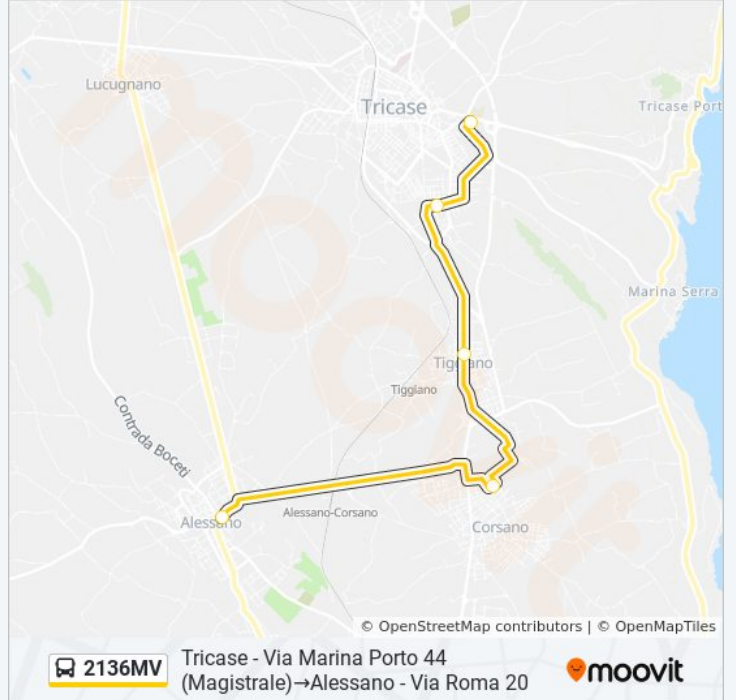 Lucugnano
Tricase
Tricase Port
Marina Serra
Tiggiano
Tiggiano
Contrada Boceti
Alessano-Corsano
Alessano
Corsano
© OpenStreetMap contributors | © OpenMapTiles
2136MV
Tricase - Via Marina Porto 44
(Magistrale)→Alessano - Via Roma 20
moovit